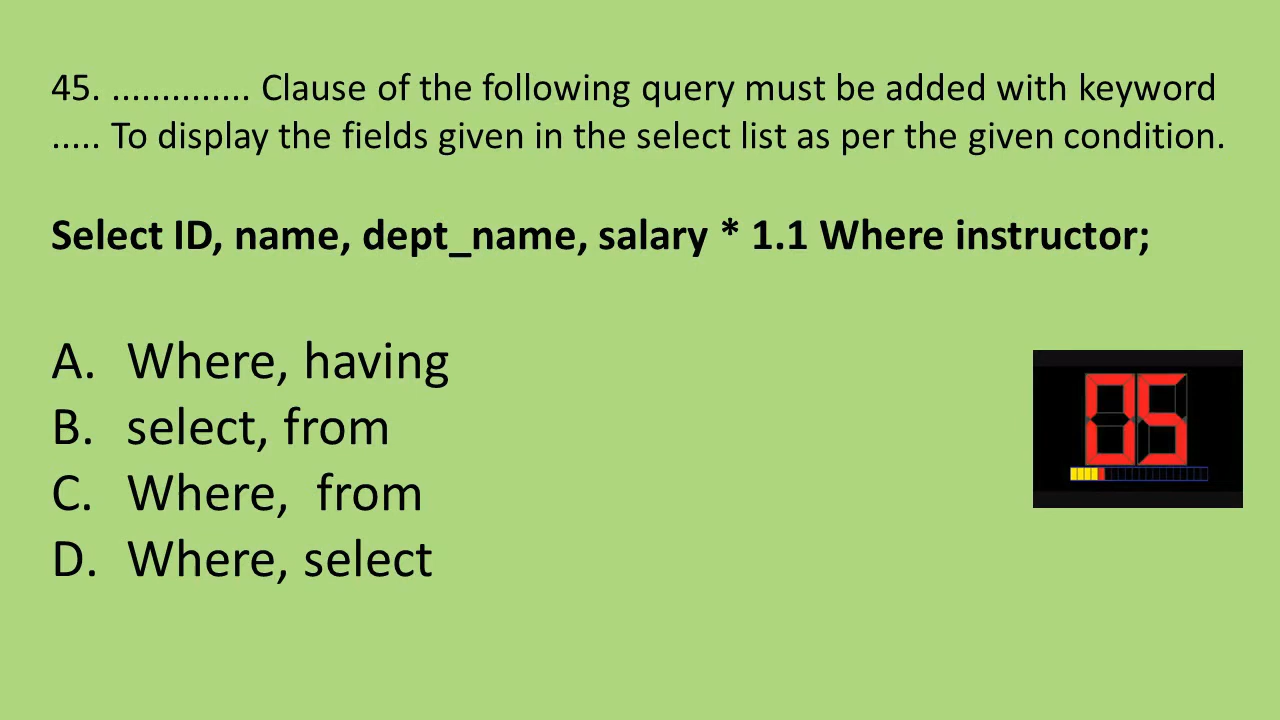 45. .............. Clause of the following query must be added with keyword
..... To display the fields given in the select list as per the given condition.
Select ID, name, dept_name, salary * 1.1 Where instructor;
A. Where, having
B. select, from
C. Where, from
D. Where, select
05